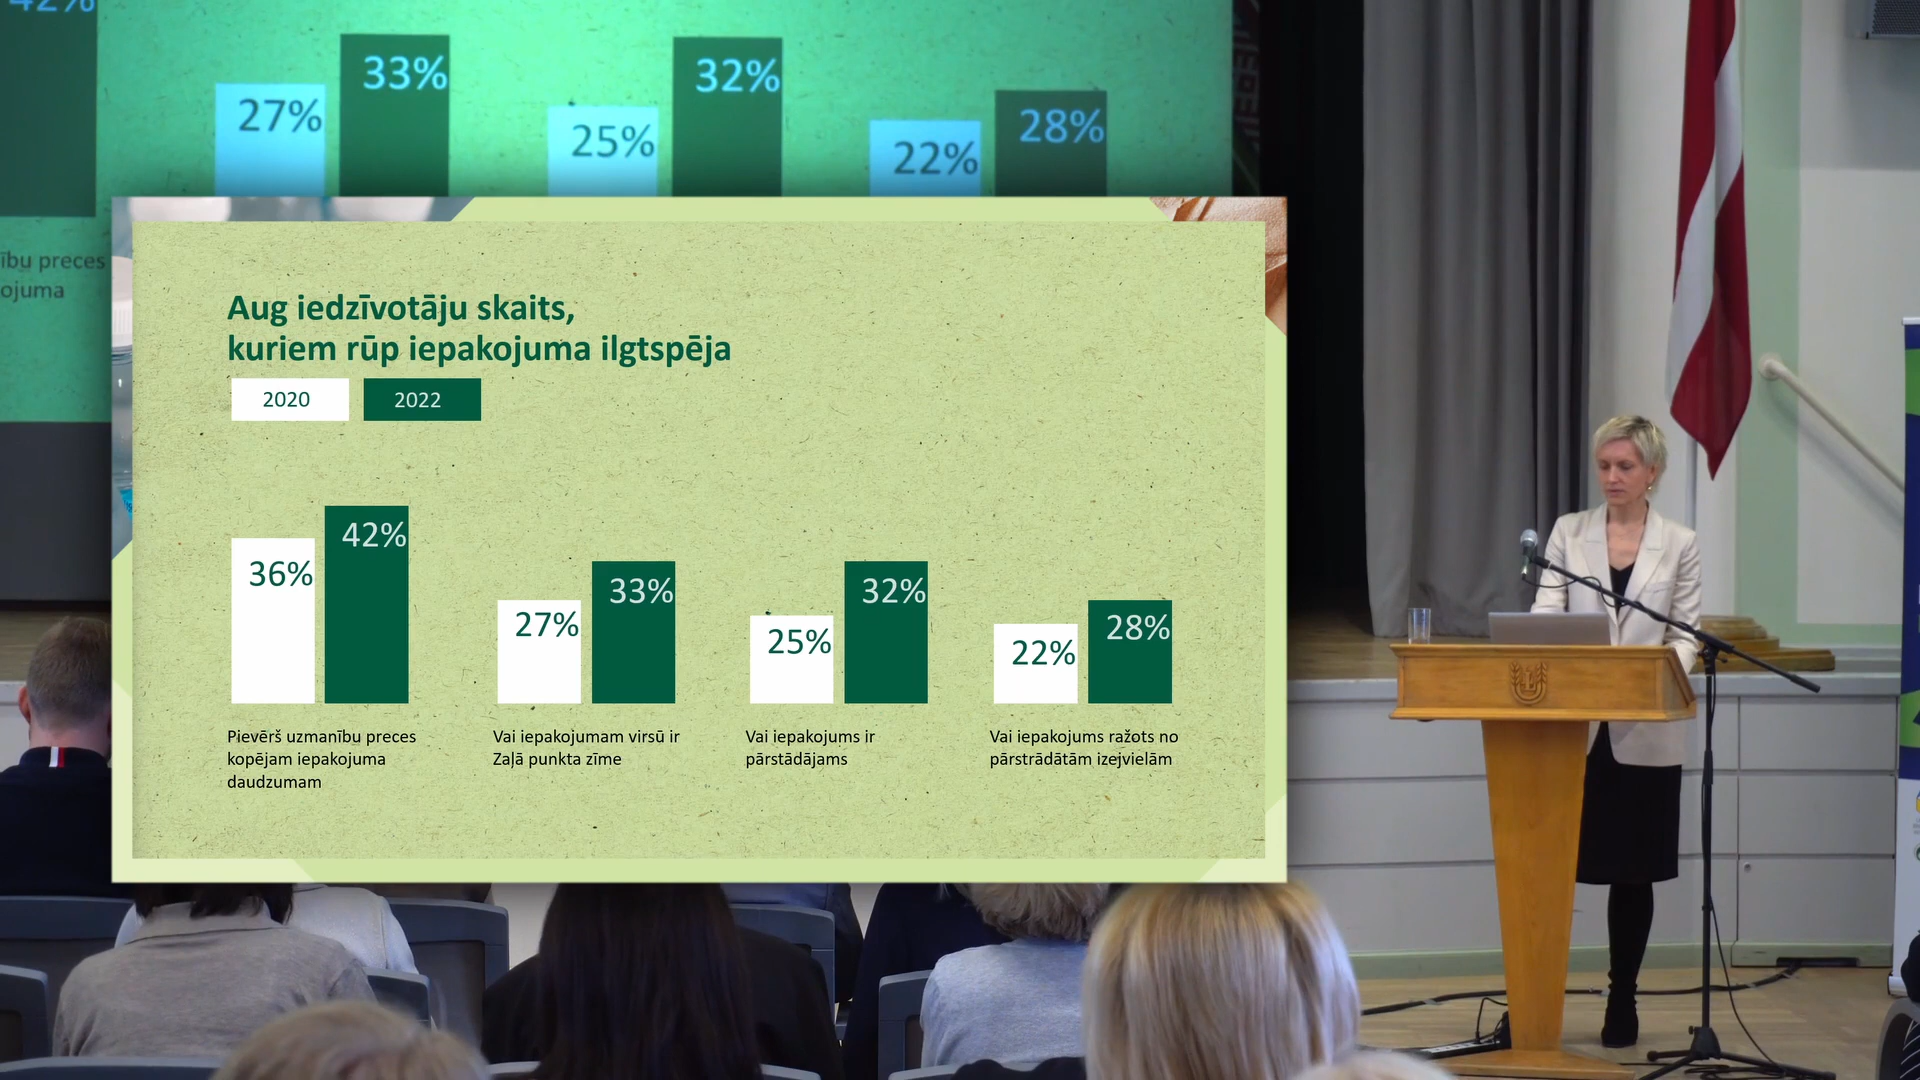 42%
27%
33%
25%
32%
22%
28%
ību preces
ojuma
Aug iedzīvotāju skaits,
kuriem rūp iepakojuma ilgtspēja
2020
2022
36%
42%
27%
33%
25%
32%
22%
28%
Pievērš uzmanību preces
kopējam iepakojuma
daudzumam
Vai iepakojumam virsū ir
Zaļā punkta zīme
Vai iepakojums ir
pārstādājams
Vai iepakojums ražots no
pārstrādātām izejvielām